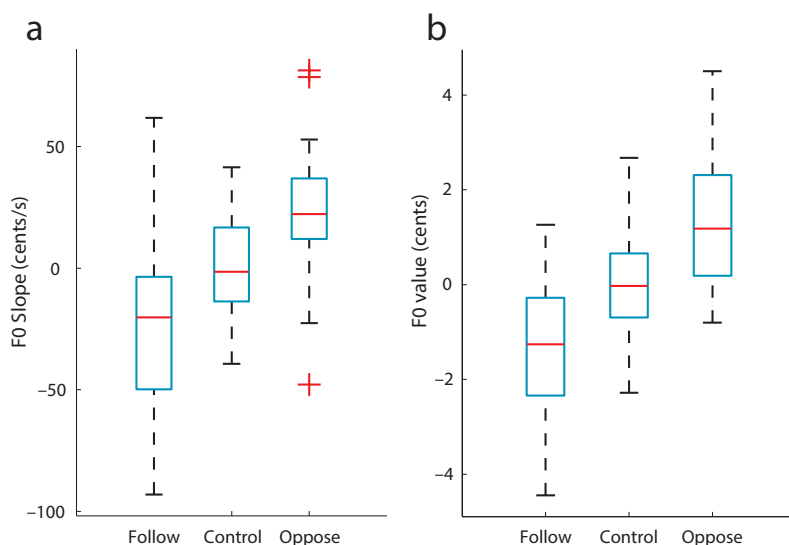 a
F0 Slope (cents/s)
50
0
−50
−100
Follow Control Oppose
b
F0 value (cents)
4
2
0
−2
−4
Follow Control Oppose